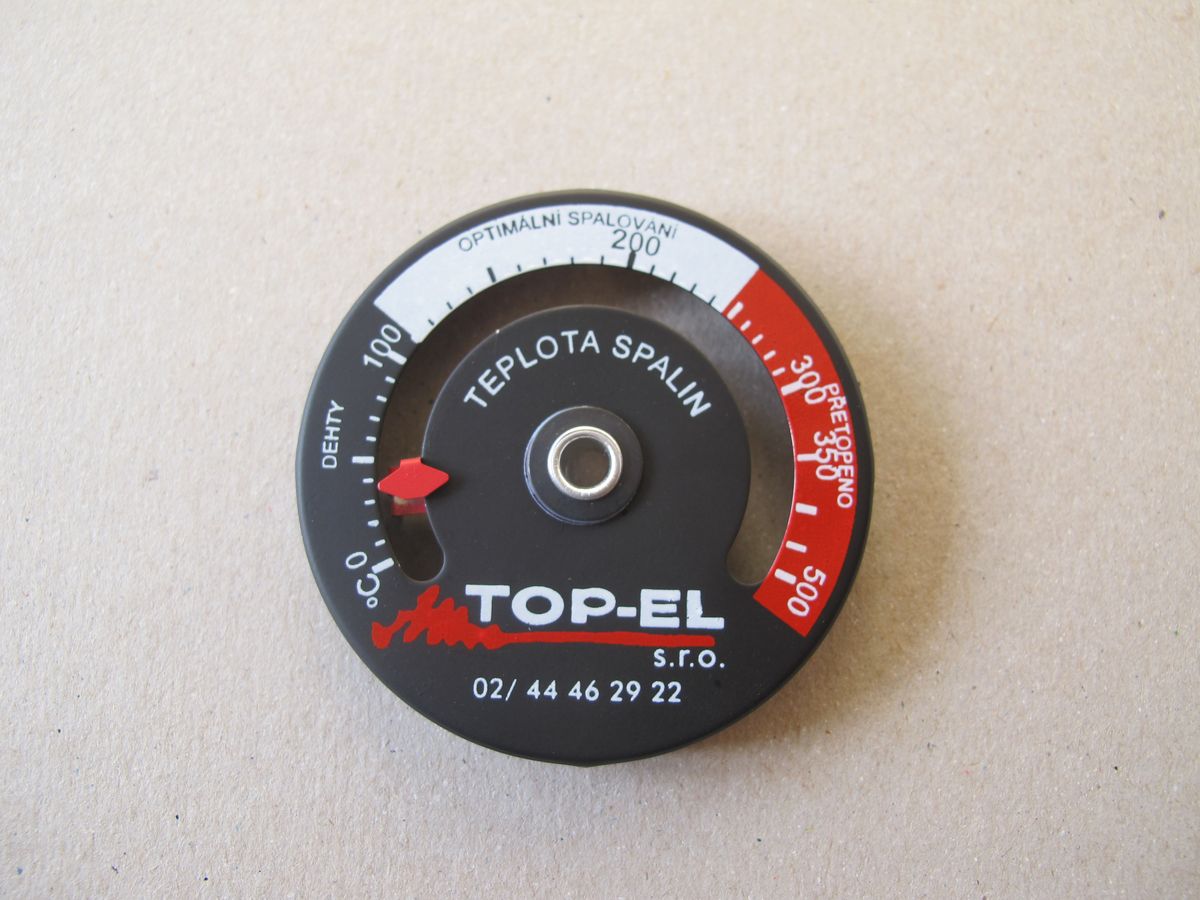 OPTIMÁLNÍ SPALOVÁNÍ
200
100
300
PŘETOPENO
350
DEHTY
TEPLOTA SPALIN
°C 0
500
TOP-EL
s.r.o.
02/ 44 46 29 22